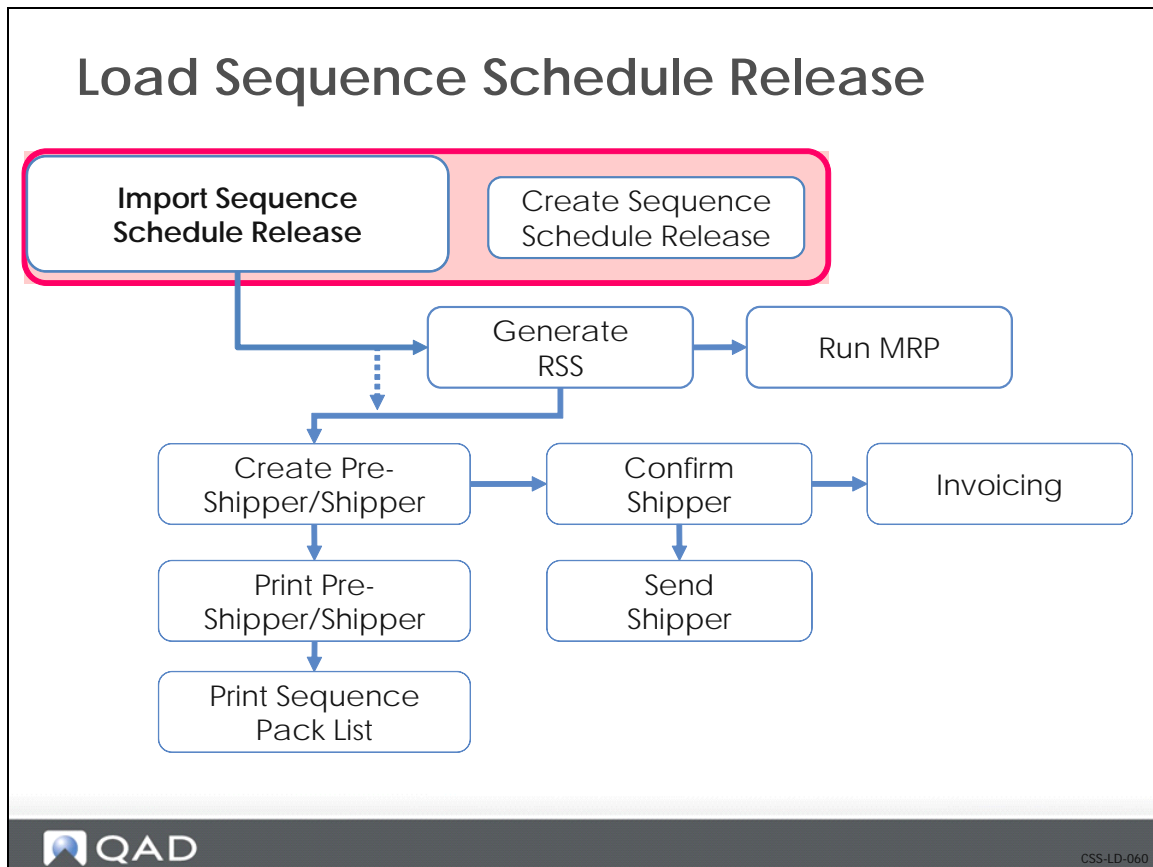 Load Sequence Schedule Release
Import Sequence
Schedule Release
Create Sequence
Schedule Release
Generate
RSS
Run MRP
Create Pre-
Shipper/Shipper
Confirm
Shipper
Invoicing
Print Pre-
Shipper/Shipper
Send
Shipper
Print Sequence
Pack List
QAD
CSS-LD-060